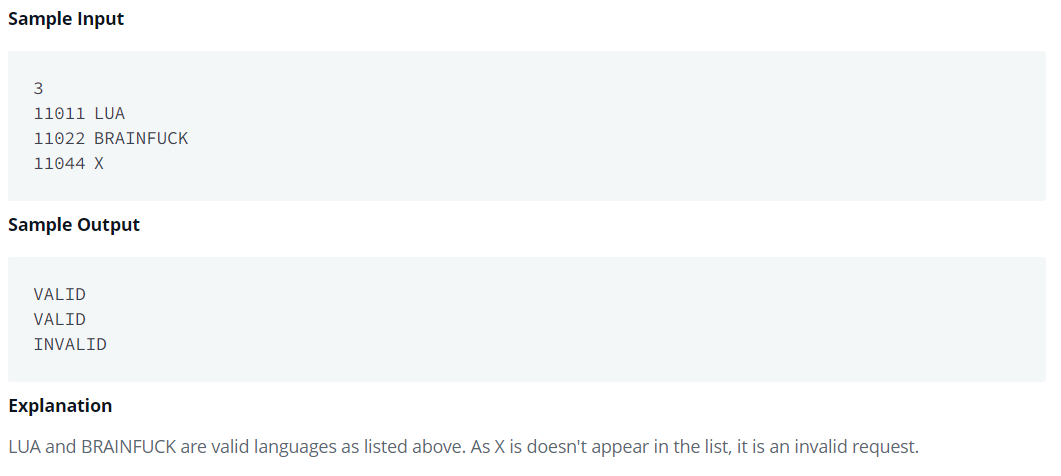 Sample Input
3
11011 LUA
11022 BRAINFUCK
11044 X
Sample Output
VALID
VALID
INVALID
Explanation
LUA and BRAINFUCK are valid languages as listed above. As X is doesn't appear in the list, it is an invalid request.